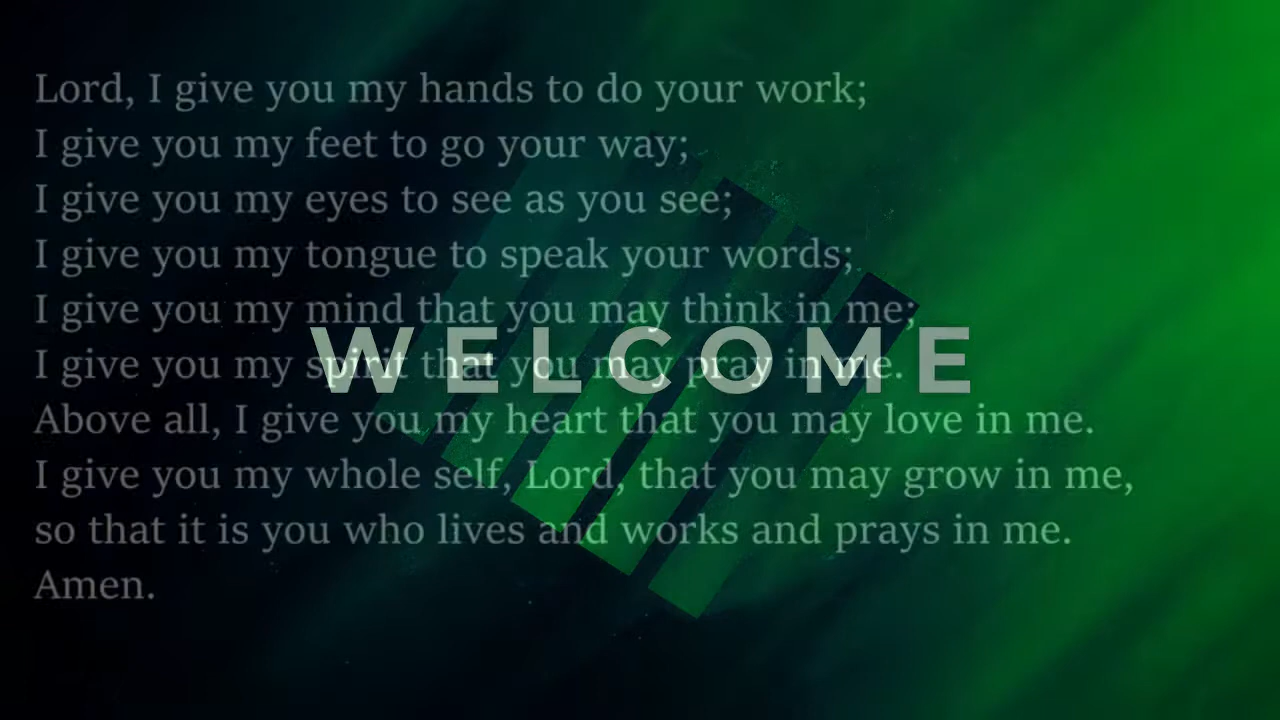 Lord, I give you my hands to do your work;
I give you my feet to go your way;
I give you my eyes to see as you see;
I give you my tongue to speak your words;
I give you my mind that you may think in me;
I give you my spirit that you may pray in me.
WELCOME
Above all, I give you my heart that you may love in me.
I give you my whole self, Lord, that you may grow in me,
so that it is you who lives and works and prays in me.
Amen.